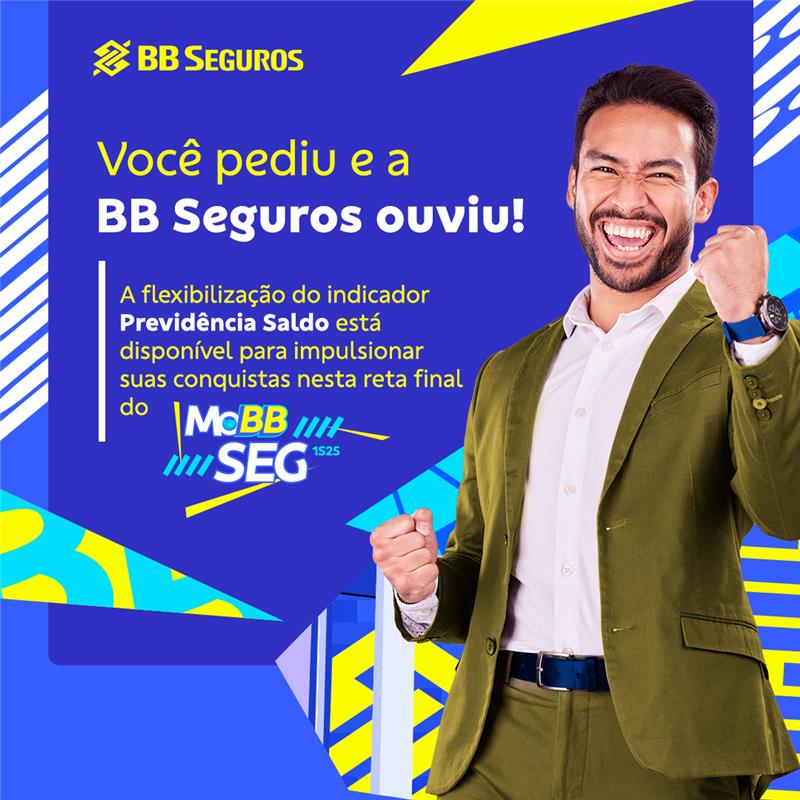 BB SEGUROS
Você pediu e a
BB Seguros ouviu!
A flexibilização do indicador
Previdência Saldo está
disponível para impulsionar
suas conquistas nesta reta final
do
MoBB
SEG 1S25